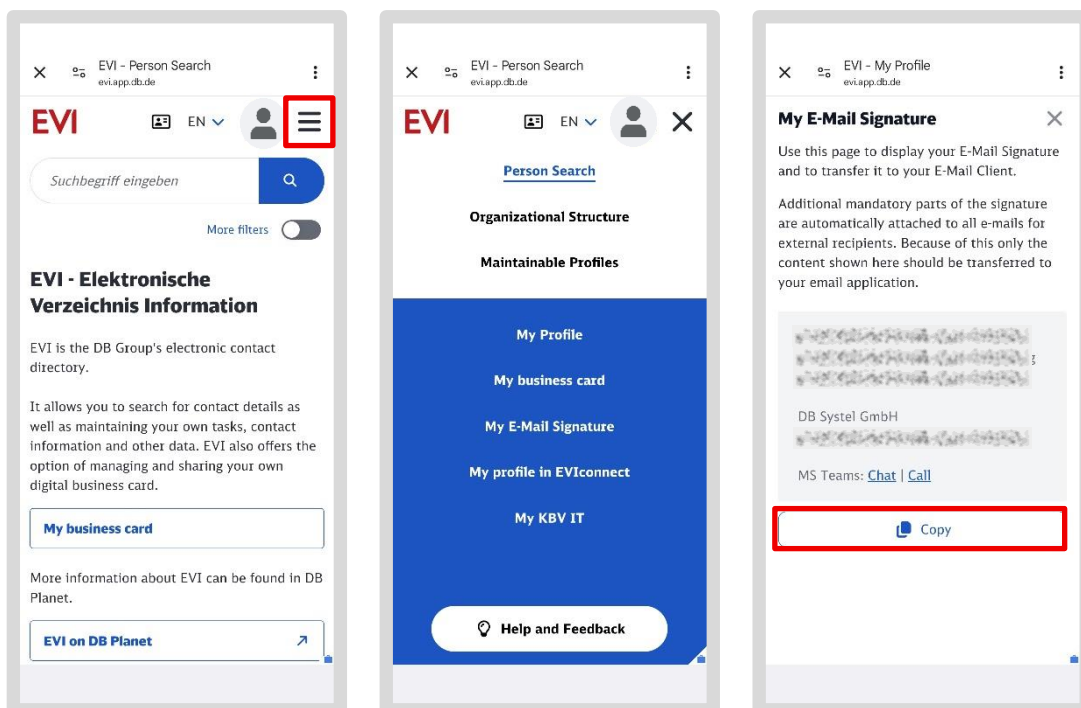 EVI – Person Search
evi.app.db.de
EVI
EN
Suchbegriff eingeben
More filters
EVI - Elektronische
Verzeichnis Information
EVI is the DB Group's electronic contact
directory.
It allows you to search for contact details as
well as maintaining your own tasks, contact
information and other data. EVI also offers the
option of managing and sharing your own
digital business card.
My business card
More information about EVI can be found in DB
Planet.
EVI on DB Planet
EVI – Person Search
evi.app.db.de
EVI
EN
Person Search
Organizational Structure
Maintainable Profiles
My Profile
My business card
My E-Mail Signature
My profile in EVIconnect
My KBV IT
Help and Feedback
EVI – My Profile
evi.app.db.de
My E-Mail Signature
Use this page to display your E-Mail Signature
and to transfer it to your E-Mail Client.
Additional mandatory parts of the signature
are automatically attached to all e-mails for
external recipients. Because of this only the
content shown here should be transferred to
your email application.
DB Systel GmbH
MS Teams: Chat | Call
Copy